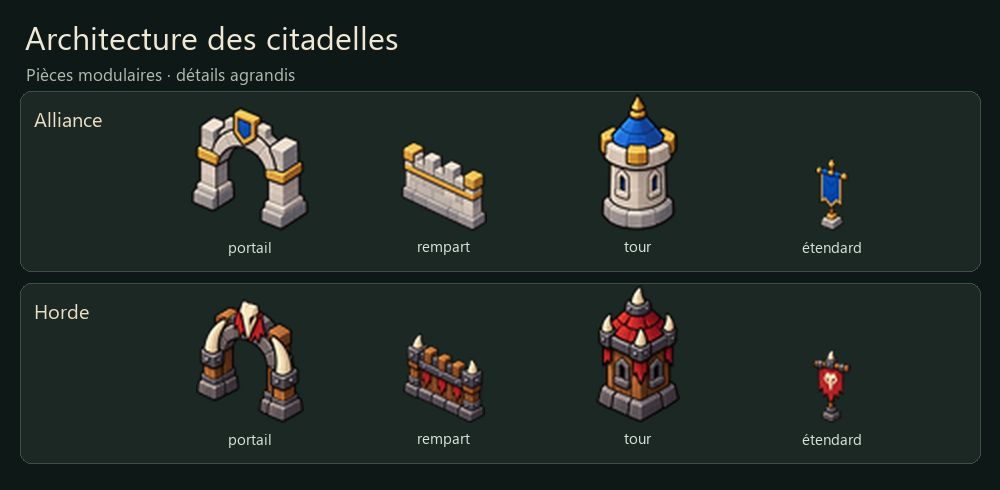 Architecture des citadelles
Pièces modulaires · détails agrandis
Alliance
portail
rempart
tour
étendard
Horde
portail
rempart
tour
étendard